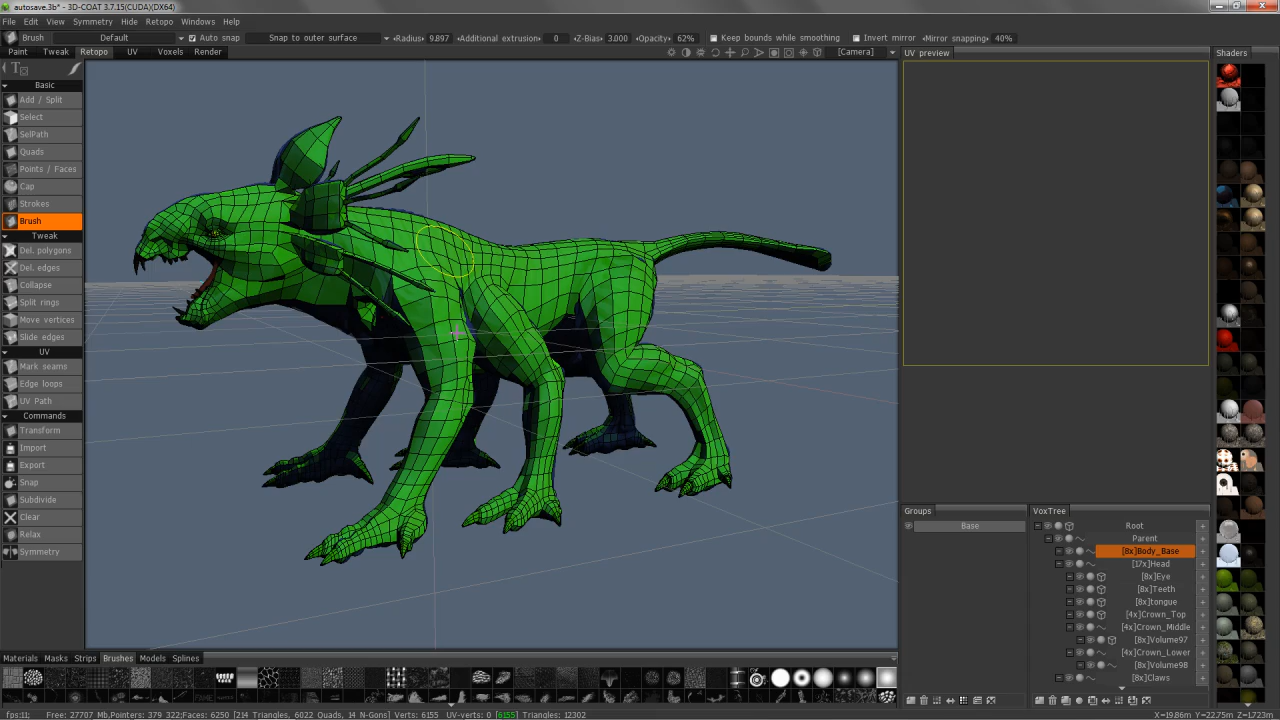 autosave.3b* - 3D-COAT 3.7.15(CUDA)(DX64)
File Edit View Symmetry Hide Retopo Windows Help
Brush Default Auto snap Snap to outer surface Radius: 9.897 Additional extrusion: 0 Z-Bias: 3.000 Opacity: 62% Keep bounds while smoothing Invert mirror Mirror snapping: 40%
Paint Tweak Retopo UV Voxels Render [Camera] UV preview Shaders
Basic
Add / Split
Select
SelPath
Quads
Points / Faces
Cap
Strokes
Brush
Tweak
Del. polygons
Del. edges
Collapse
Split rings
Move vertices
Slide edges
UV
Mark seams
Edge loops
UV Path
Commands
Transform
Import
Export
Snap
Subdivide
Clear
Relax
Symmetry
Groups
Base
VoxTree
Root
Parent
[8x]Body_Base
[17x]Head
[8x]Eye
[8x]Teeth
[8x]tongue
[4x]Crown_Top
[4x]Crown_Middle
[8x]Volume97
[4x]Crown_Lower
[8x]Volume98
[8x]Claws
Materials Masks Strips Brushes Models Splines
fps:11; Free: 27707 Mb,Pointers: 379 322;Faces: 6250 [214 Triangles, 6022 Quads, 14 N-Gons] Verts: 6155 UV-verts: 0 [6155] Triangles: 12302 X=19.86m Y=22.75m Z=1.723m